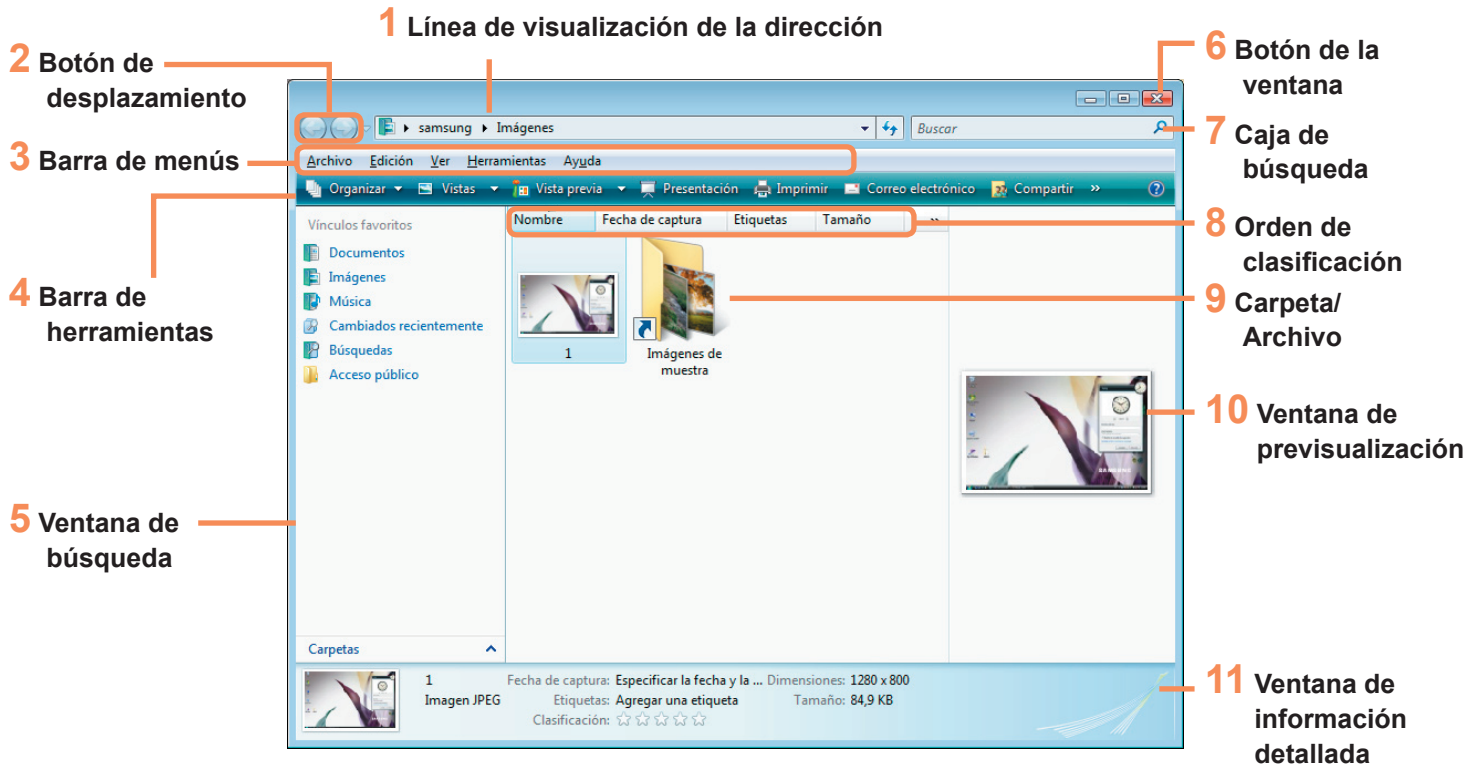 1 Línea de visualización de la dirección
2 Botón de
desplazamiento
3 Barra de menús
4 Barra de
herramientas
5 Ventana de
búsqueda
6 Botón de la
ventana
7 Caja de
búsqueda
8 Orden de
clasificación
9 Carpeta/
Archivo
10 Ventana de
previsualización
11 Ventana de
información
detallada
samsung Imágenes
Buscar
Archivo Edición Ver Herramientas Ayuda
Organizar Vistas Vista previa Presentación Imprimir Correo electrónico Compartir »
Vínculos favoritos
Documentos
Imágenes
Música
Cambiados recientemente
Búsquedas
Acceso público
Carpetas
Nombre Fecha de captura Etiquetas Tamaño »
1
Imágenes de
muestra
SAMSUNG
1 Fecha de captura: Especificar la fecha y la ... Dimensiones: 1280 x 800
Imagen JPEG Etiquetas: Agregar una etiqueta Tamaño: 84,9 KB
Clasificación: